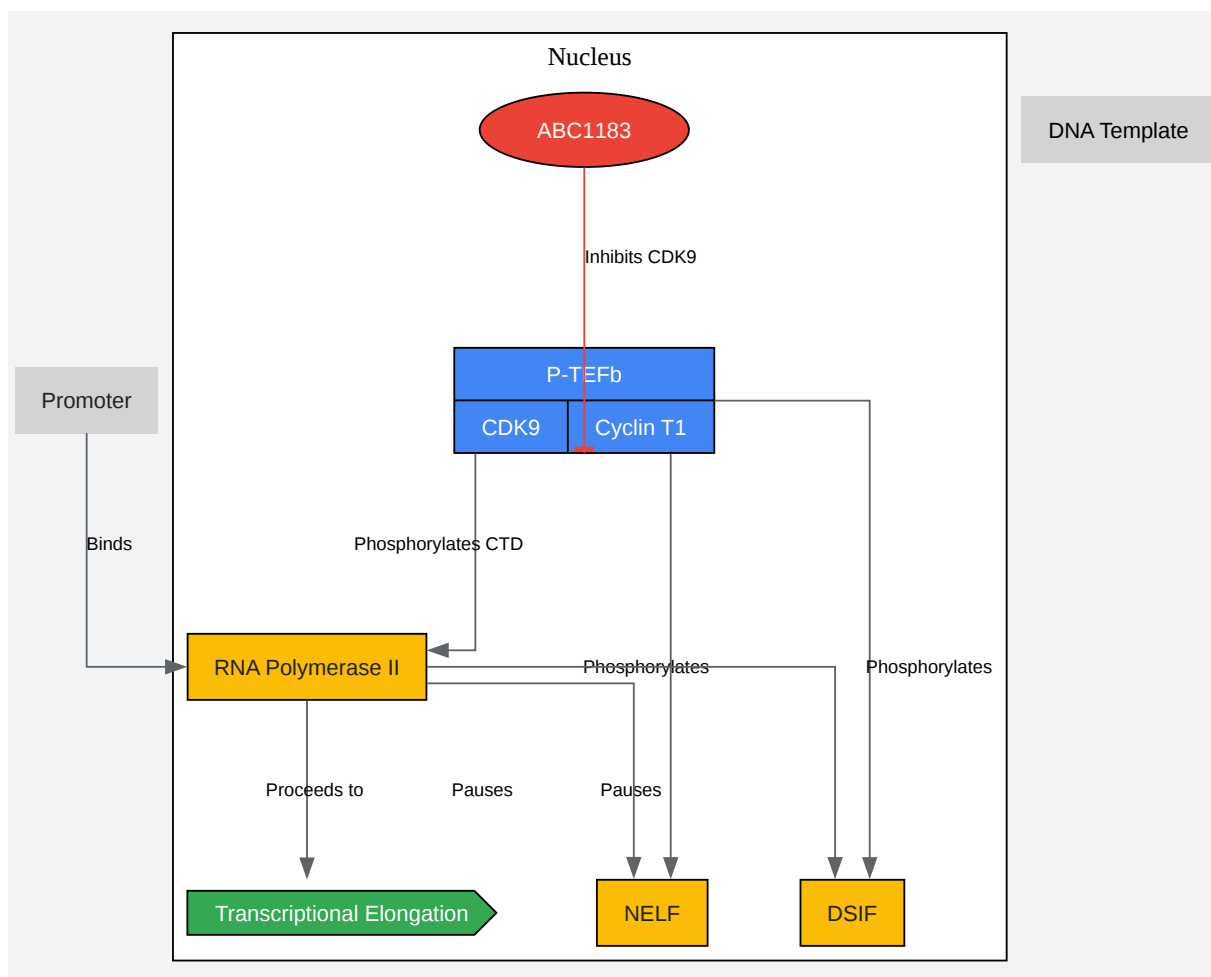 Nucleus
ABC1183
DNA Template
Inhibits CDK9
P-TEFb
Promoter
CDK9
Cyclin T1
Binds
Phosphorylates CTD
RNA Polymerase II
Phosphorylates
Phosphorylates
Proceeds to
Pauses
Pauses
Transcriptional Elongation
NELF
DSIF